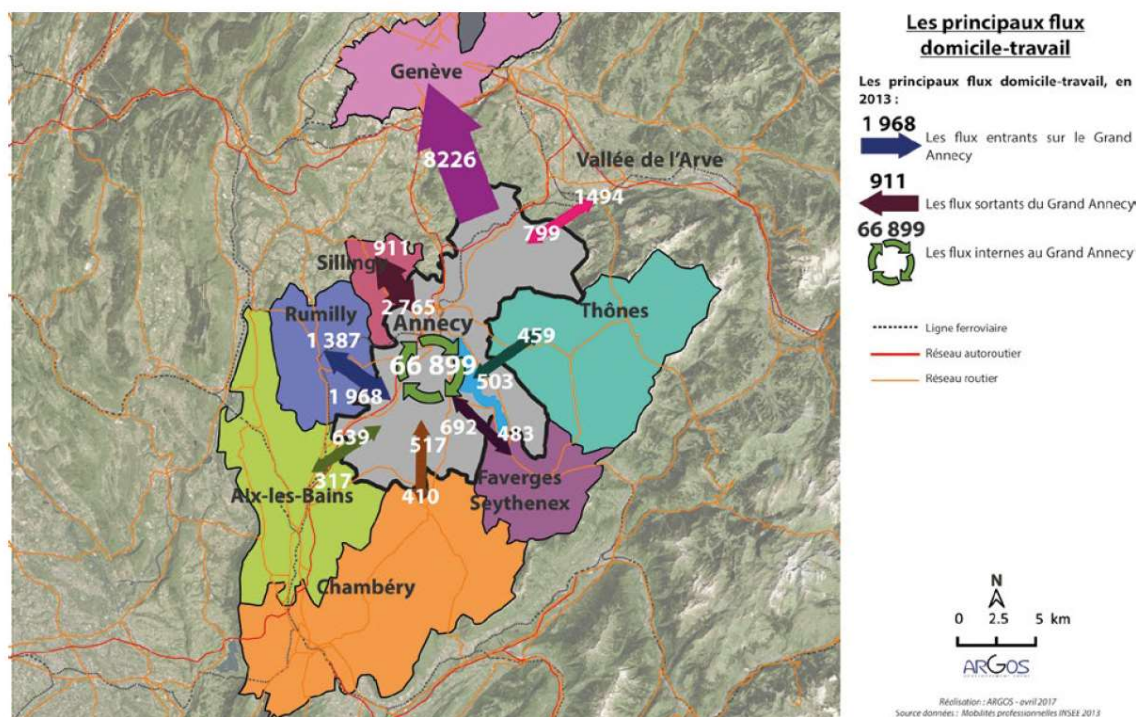 Genève
8226
Vallée de l'Arve
1494
799
911
Sillingy
2 765
Rumilly
Annecy
Thônes
1 387
459
66 899
503
1 968
692
483
639
517
317
410
Faverges
Seythenex
Aix-les-Bains
Chambéry
Les principaux flux
domicile-travail
Les principaux flux domicile-travail, en
2013 :
1 968
Les flux entrants sur le Grand
Annecy
911
Les flux sortants du Grand Annecy
66 899
Les flux internes au Grand Annecy
Ligne ferroviaire
Réseau autoroutier
Réseau routier
N
0 2.5 5 km
ARGOS
Réalisation : ARGOS - avril 2017
Source données : Mobilités professionnelles INSEE 2013